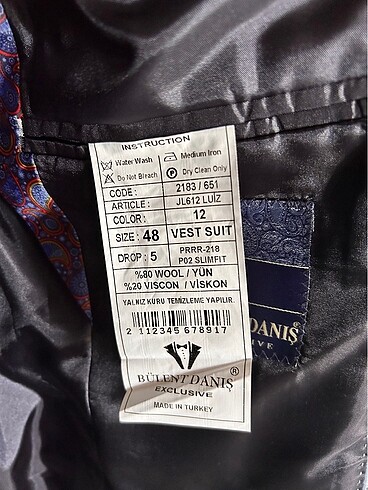 INSTRUCTION
Water Wash Medium Iron
Do Not Bleach Dry Clean Only
CODE : 2183 / 651
ARTICLE : JL612 LUİZ
COLOR : 12
SIZE : 48 VEST SUIT
DROP : 5 PRRR-218
P02 SLIMFIT
%80 WOOL / YÜN
%20 VISCON / VİSKON
YALNIZ KURU TEMİZLEME YAPILIR.
2 112345 678917
BÜLENT DANIŞ ®
EXCLUSIVE
MADE IN TURKEY
DANIŞ ®
IVE